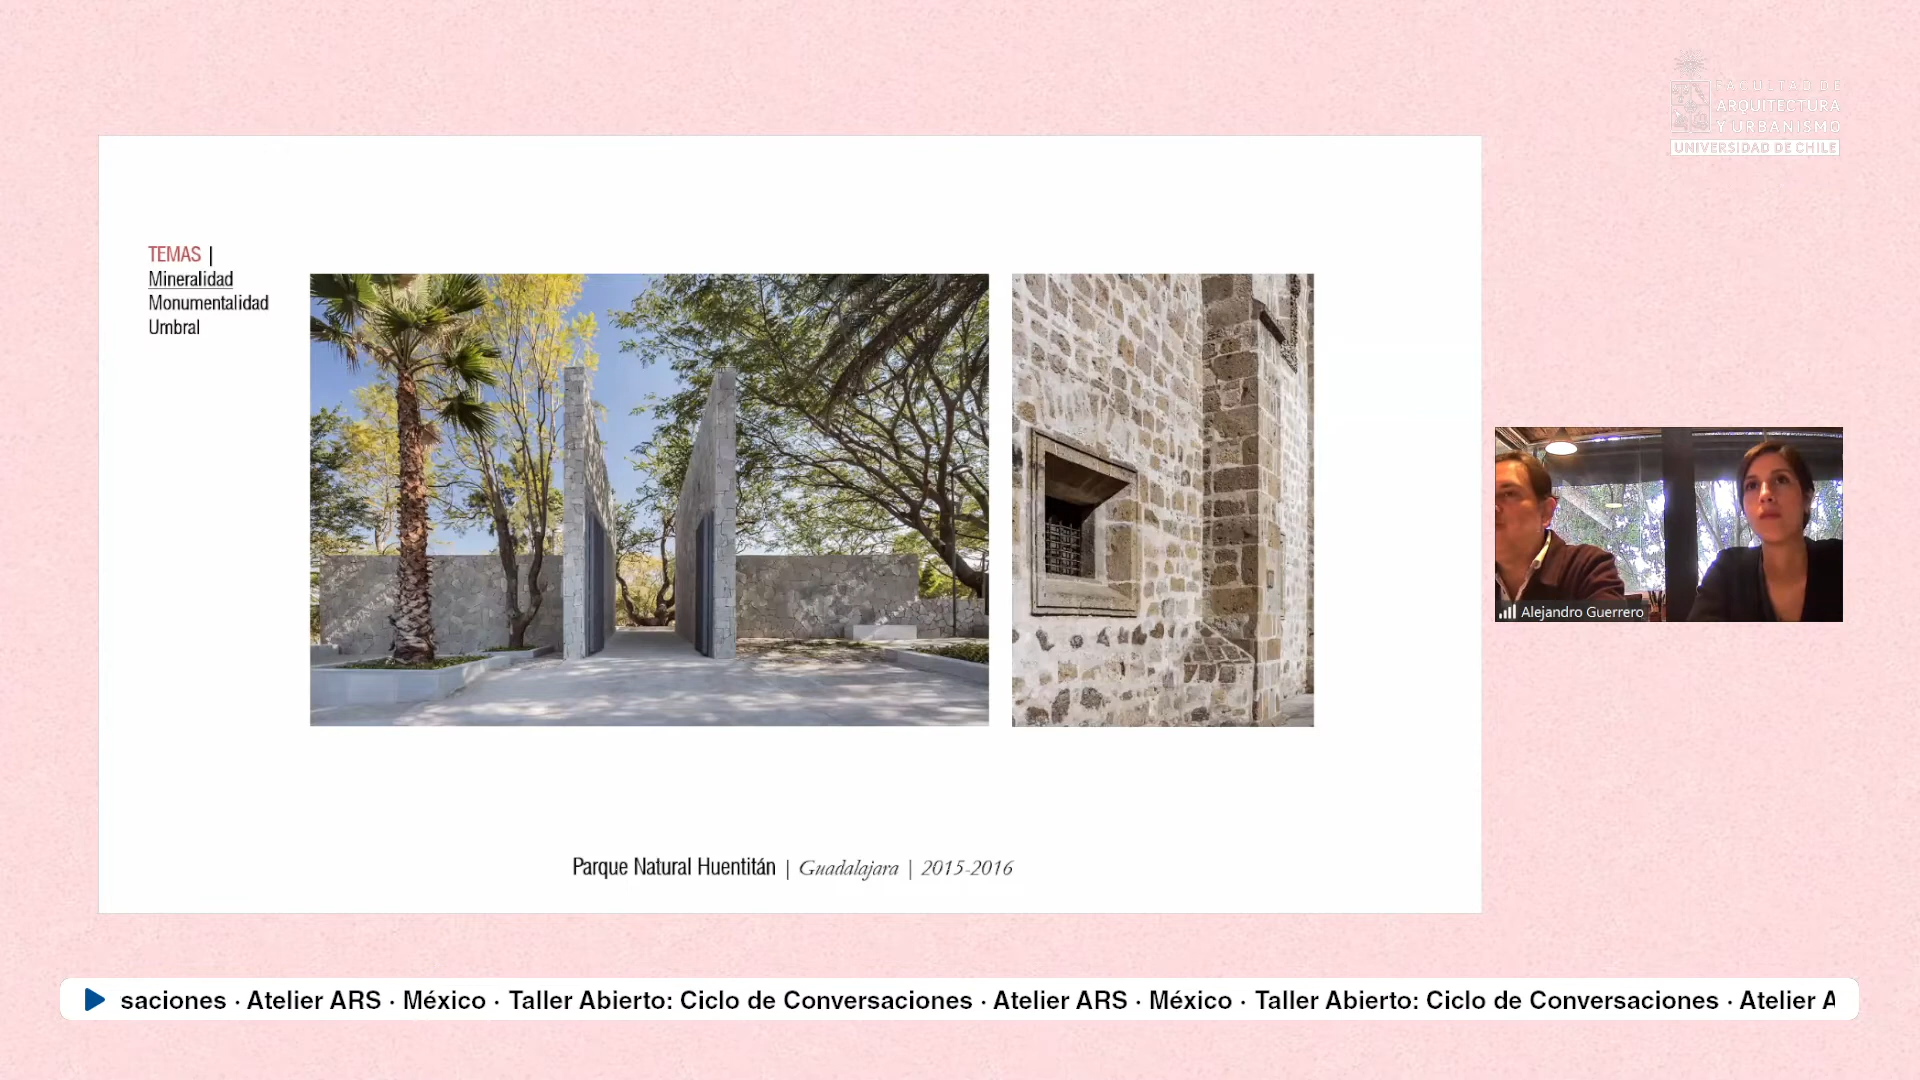 FACULTAD DE
ARQUITECTURA
Y URBANISMO
UNIVERSIDAD DE CHILE
TEMAS |
Mineralidad
Monumentalidad
Umbral
Alejandro Guerrero
Parque Natural Huentitán | Guadalajara | 2015-2016
saciones · Atelier ARS · México · Taller Abierto: Ciclo de Conversaciones · Atelier ARS · México · Taller Abierto: Ciclo de Conversaciones · Atelier A